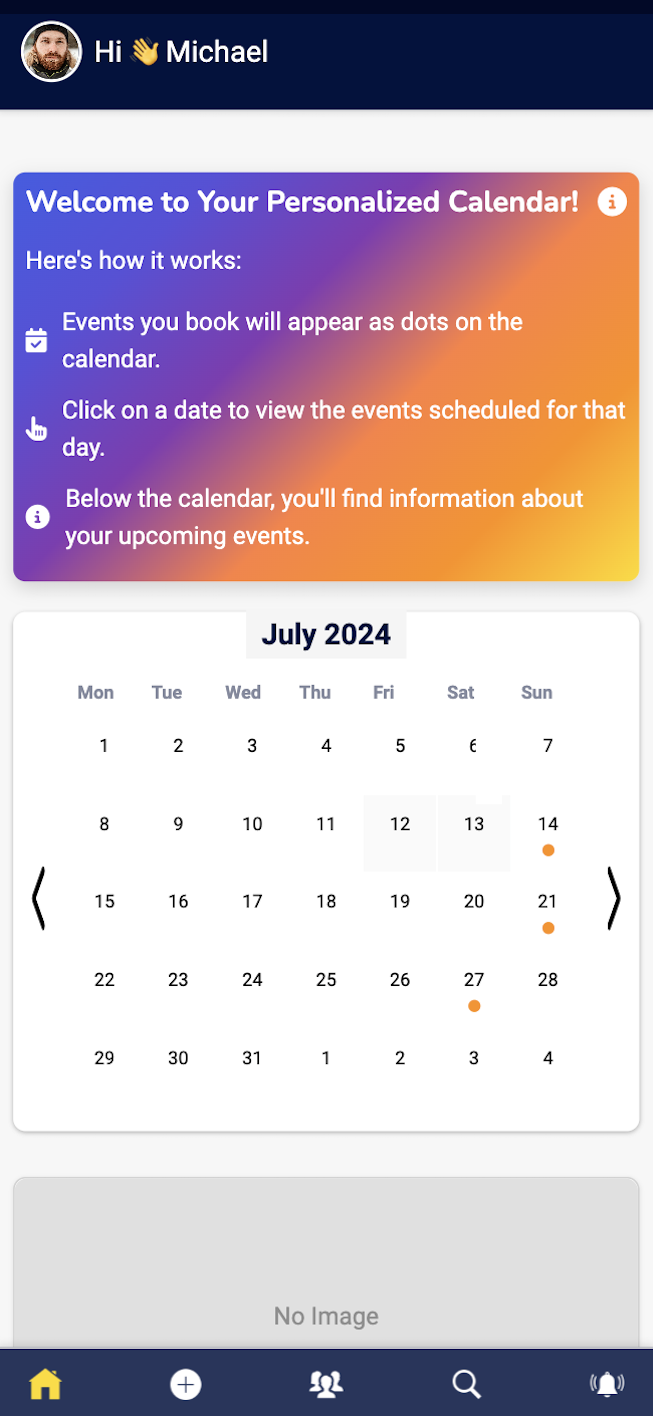 Hi 👋 Michael
Welcome to Your Personalized Calendar!
Here's how it works:
Events you book will appear as dots on the
calendar.
Click on a date to view the events scheduled for that
day.
Below the calendar, you'll find information about
your upcoming events.
July 2024
Mon Tue Wed Thu Fri Sat Sun
1 2 3 4 5 6 7
8 9 10 11 12 13 14
15 16 17 18 19 20 21
22 23 24 25 26 27 28
29 30 31 1 2 3 4
No Image